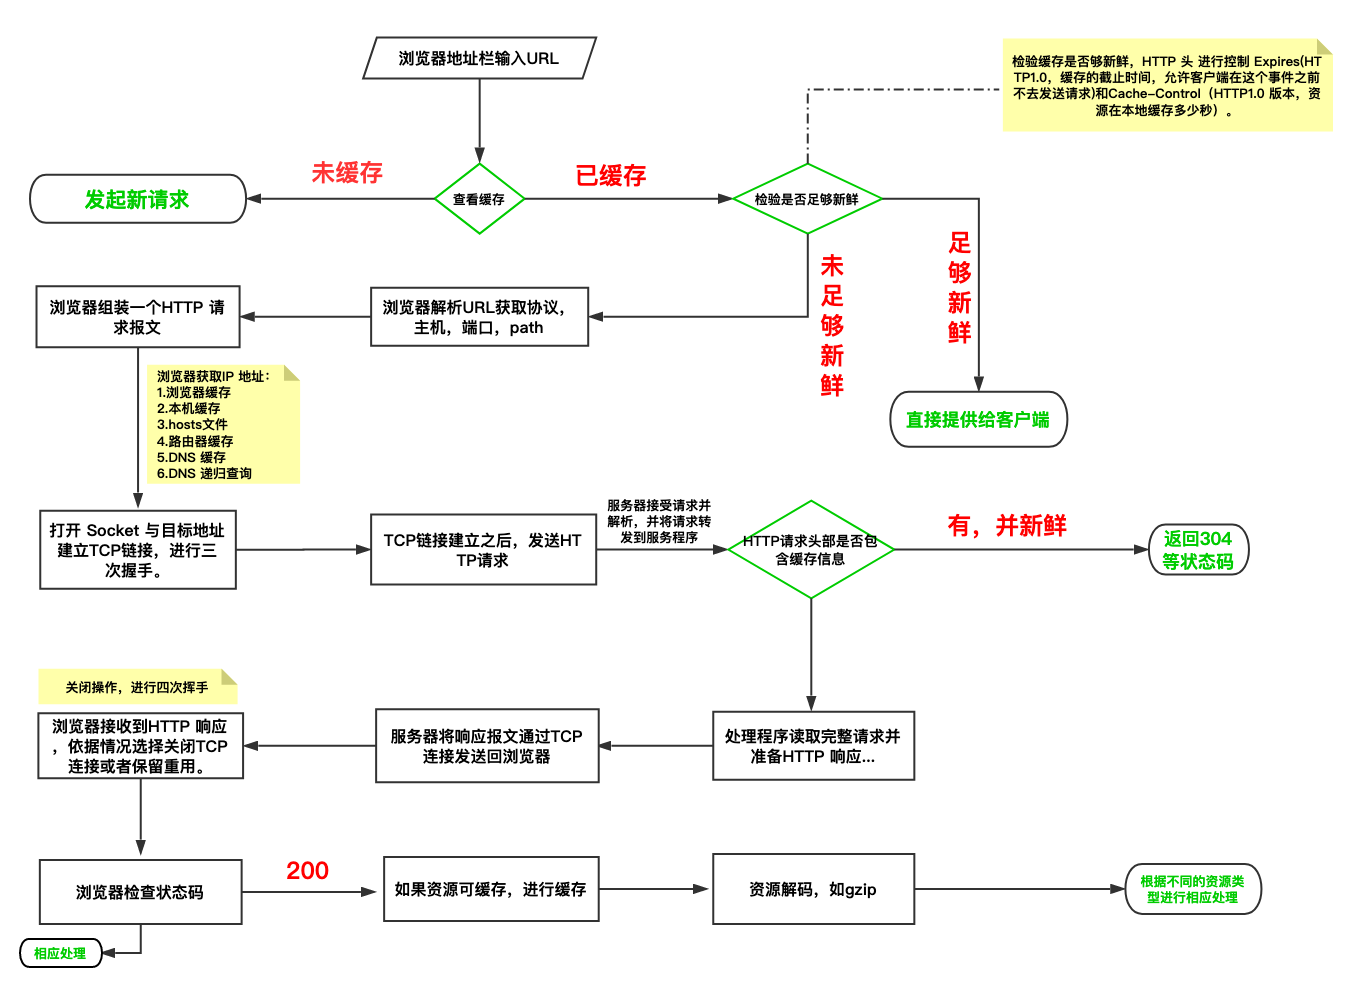 浏览器地址栏输入URL
检验缓存是否够新鲜，HTTP 头 进行控制 Expires(HT
TP1.0，缓存的截止时间，允许客户端在这个事件之前
不去发送请求)和Cache-Control（HTTP1.0 版本，资
源在本地缓存多少秒）。
未缓存
已缓存
发起新请求
查看缓存
检验是否足够新鲜
未
足
够
新
鲜
足
够
新
鲜
浏览器组装一个HTTP 请
求报文
浏览器解析URL获取协议，
主机，端口，path
浏览器获取IP 地址：
1.浏览器缓存
2.本机缓存
3.hosts文件
4.路由器缓存
5.DNS 缓存
6.DNS 递归查询
直接提供给客户端
打开 Socket 与目标地址
建立TCP链接，进行三
次握手。
TCP链接建立之后，发送HT
TP请求
服务器接受请求并
解析，并将请求转
发到服务程序
HTTP请求头部是否包
含缓存信息
有，并新鲜
返回304
等状态码
关闭操作，进行四次挥手
浏览器接收到HTTP 响应
，依据情况选择关闭TCP
连接或者保留重用。
服务器将响应报文通过TCP
连接发送回浏览器
处理程序读取完整请求并
准备HTTP 响应...
浏览器检查状态码
200
如果资源可缓存，进行缓存
资源解码，如gzip
根据不同的资源类
型进行相应处理
相应处理